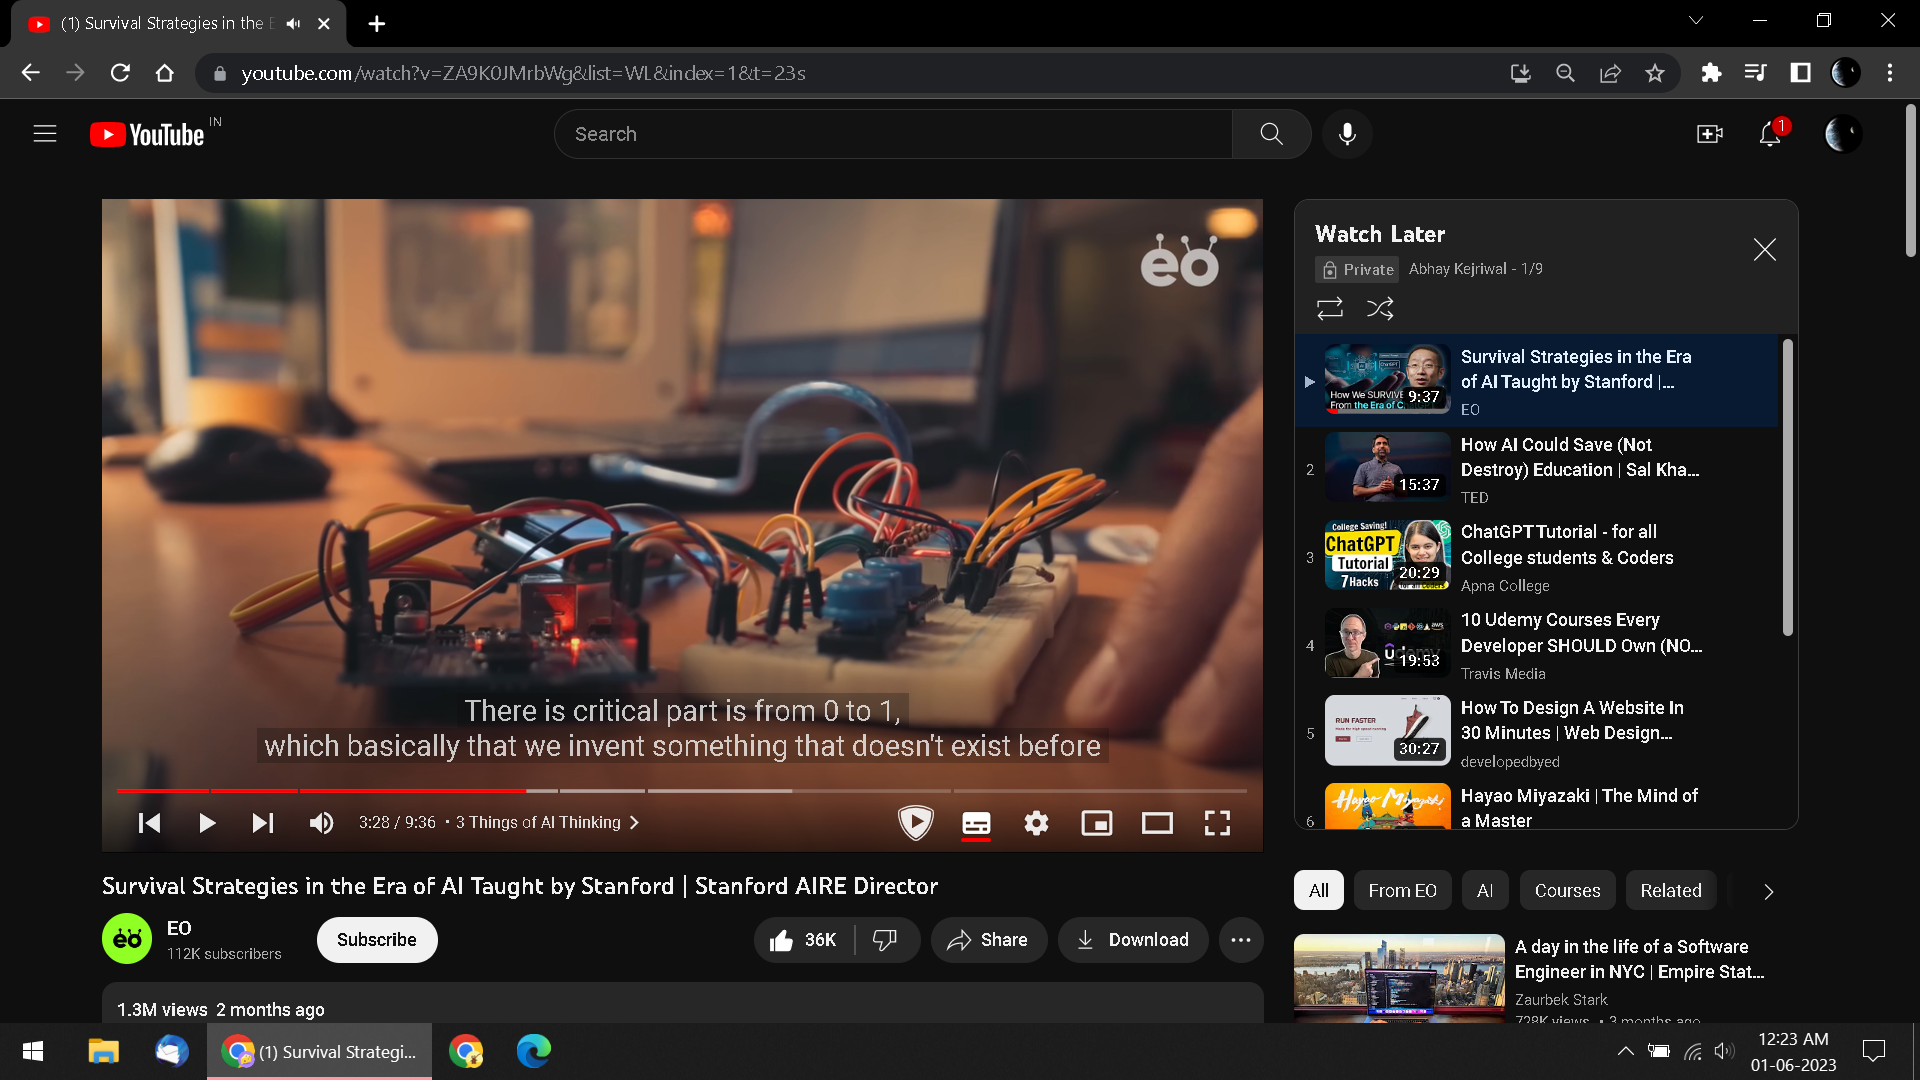 (1) Survival Strategies in the E
youtube.com/watch?v=ZA9K0JMrbWg&list=WL&index=1&t=23s
YouTube IN
Search
1
eo
There is critical part is from 0 to 1,
which basically that we invent something that doesn't exist before
3:28 / 9:36 • 3 Things of AI Thinking
Survival Strategies in the Era of AI Taught by Stanford | Stanford AIRE Director
eo
EO
112K subscribers
Subscribe
36K
Share
Download
1.3M views 2 months ago
Watch Later
Private
Abhay Kejriwal - 1/9
ChatGPT
How We SURVIVE
From the Era of C
9:37
Survival Strategies in the Era
of AI Taught by Stanford |...
EO
2
15:37
How AI Could Save (Not
Destroy) Education | Sal Kha...
TED
3
College Saving!
ChatGPT
Tutorial
7Hacks
20:29
ChatGPT Tutorial - for all
College students & Coders
Apna College
4
aws
19:53
10 Udemy Courses Every
Developer SHOULD Own (NO...
Travis Media
5
RUN FASTER
30:27
How To Design A Website In
30 Minutes | Web Design...
developedbyed
6
Hayao Miyazaki
Hayao Miyazaki | The Mind of
a Master
All
From EO
AI
Courses
Related
A day in the life of a Software
Engineer in NYC | Empire Stat...
Zaurbek Stark
728K views • 3 months ago
(1) Survival Strategi...
12:23 AM
01-06-2023